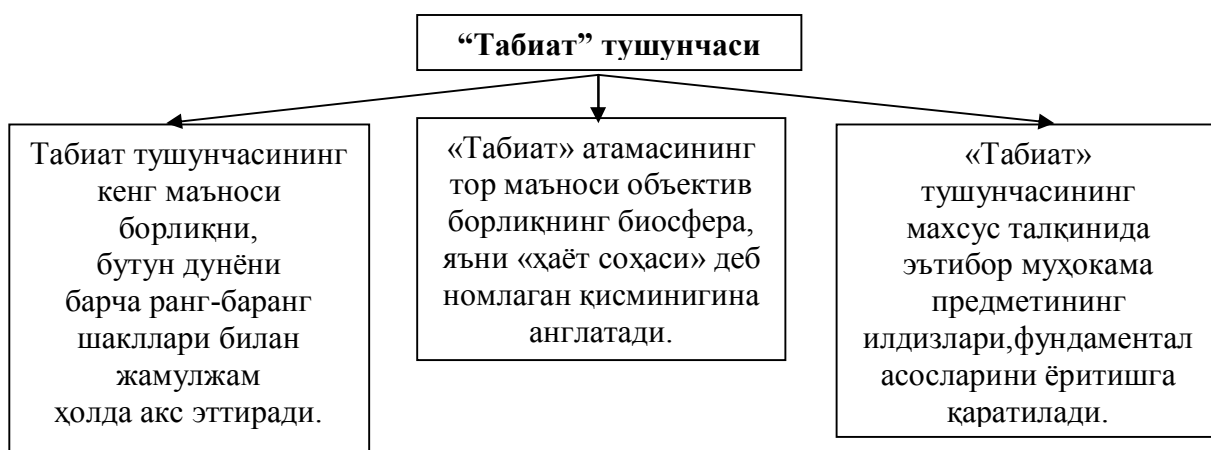 “Табиат” тушунчаси
Табиат тушунчасининг
кенг маъноси
борлиқни,
бутун дунёни
барча ранг-баранг
шакллари билан
жамулжам
ҳолда акс эттиради.
«Табиат» атамасининг
тор маъноси объектив
борлиқнинг биосфера,
яъни «ҳаёт соҳаси» деб
номлаган қисминигина
англатади.
«Табиат»
тушунчасининг
махсус талқинида
эътибор муҳокама
предметининг
илдизлари,фундаментал
асосларини ёритишга
қаратилади.